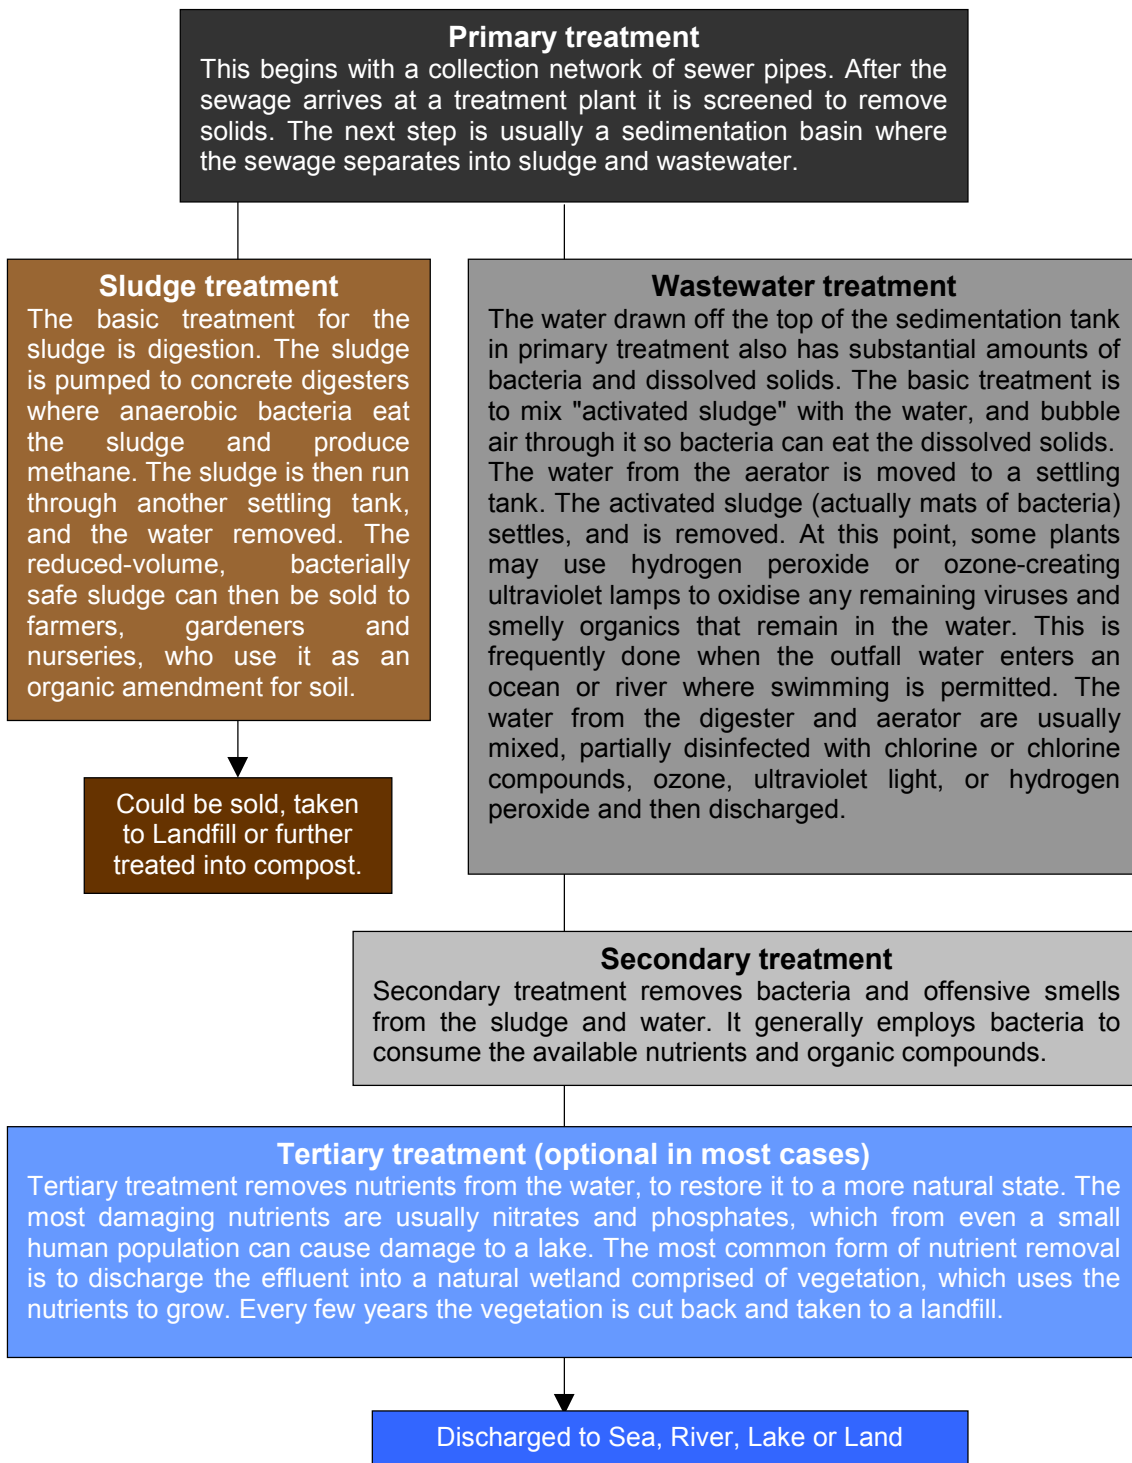 Primary treatment
This begins with a collection network of sewer pipes. After the
sewage arrives at a treatment plant it is screened to remove
solids. The next step is usually a sedimentation basin where
the sewage separates into sludge and wastewater.
Sludge treatment
The basic treatment for the
sludge is digestion. The sludge
is pumped to concrete digesters
where anaerobic bacteria eat
the sludge and produce
methane. The sludge is then run
through another settling tank,
and the water removed. The
reduced-volume, bacterially
safe sludge can then be sold to
farmers, gardeners and
nurseries, who use it as an
organic amendment for soil.
Could be sold, taken
to Landfill or further
treated into compost.
Wastewater treatment
The water drawn off the top of the sedimentation tank
in primary treatment also has substantial amounts of
bacteria and dissolved solids. The basic treatment is
to mix "activated sludge" with the water, and bubble
air through it so bacteria can eat the dissolved solids.
The water from the aerator is moved to a settling
tank. The activated sludge (actually mats of bacteria)
settles, and is removed. At this point, some plants
may use hydrogen peroxide or ozone-creating
ultraviolet lamps to oxidise any remaining viruses and
smelly organics that remain in the water. This is
frequently done when the outfall water enters an
ocean or river where swimming is permitted. The
water from the digester and aerator are usually
mixed, partially disinfected with chlorine or chlorine
compounds, ozone, ultraviolet light, or hydrogen
peroxide and then discharged.
Secondary treatment
Secondary treatment removes bacteria and offensive smells
from the sludge and water. It generally employs bacteria to
consume the available nutrients and organic compounds.
Tertiary treatment (optional in most cases)
Tertiary treatment removes nutrients from the water, to restore it to a more natural state. The
most damaging nutrients are usually nitrates and phosphates, which from even a small
human population can cause damage to a lake. The most common form of nutrient removal
is to discharge the effluent into a natural wetland comprised of vegetation, which uses the
nutrients to grow. Every few years the vegetation is cut back and taken to a landfill.
Discharged to Sea, River, Lake or Land